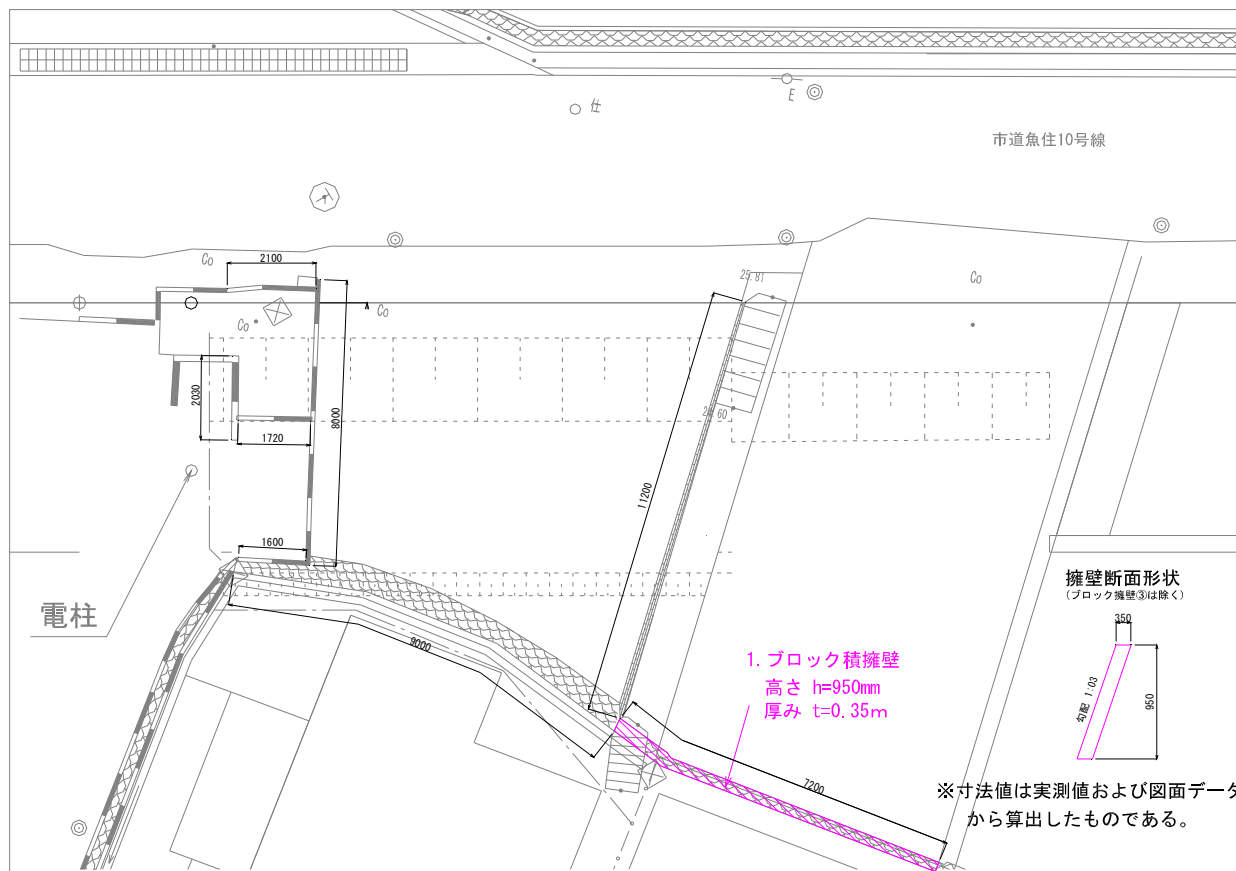 仕
E
市道魚住10号線
Co
2100
25.81
Co
Co
Co
2030
8000
1720
11200
1600
電柱
9000
擁壁断面形状
(ブロック擁壁③は除く)
350
勾配 1:03
950
1. ブロック積擁壁
高さ h=950mm
厚み t=0.35m
7200
※寸法値は実測値および図面データ
から算出したものである。